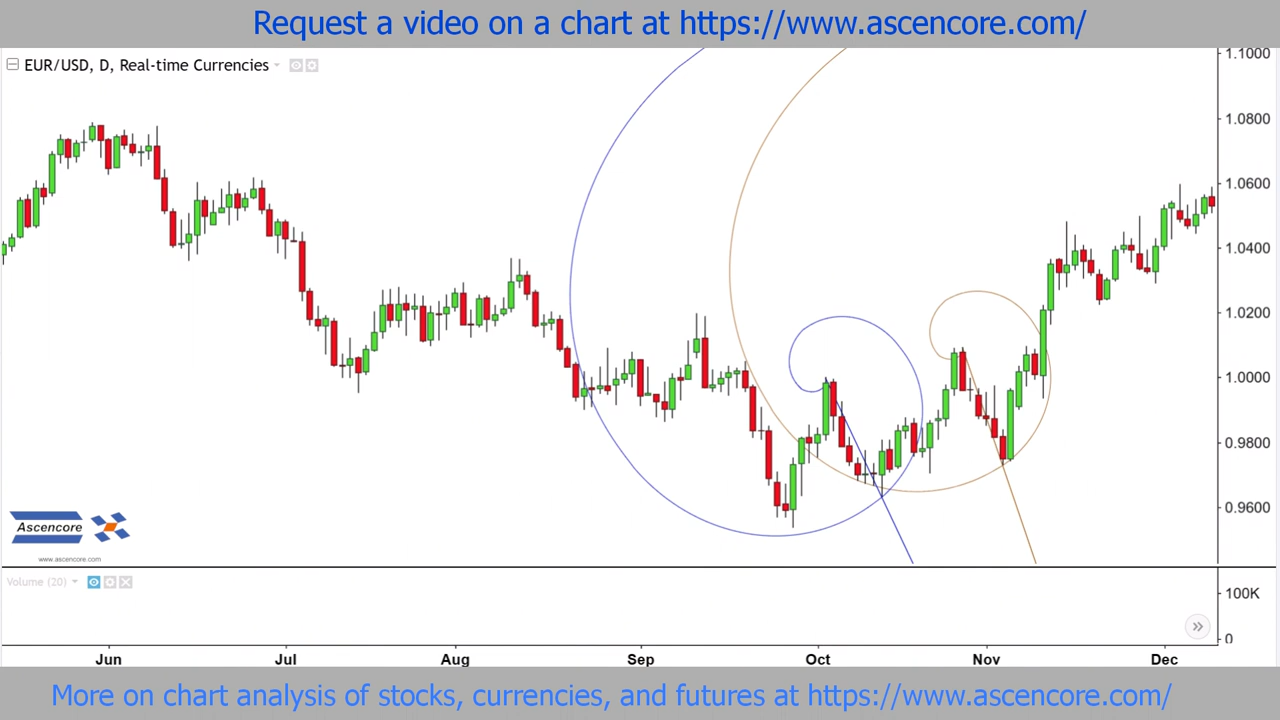 Request a video on a chart at https://www.ascencore.com/
EUR/USD, D, Real-time Currencies
1.1000
1.0800
1.0600
1.0400
1.0200
1.0000
0.9800
0.9600
Ascencore
www.ascencore.com
Volume (20)
100K
0
Jun Jul Aug Sep Oct Nov Dec
More on chart analysis of stocks, currencies, and futures at https://www.ascencore.com/